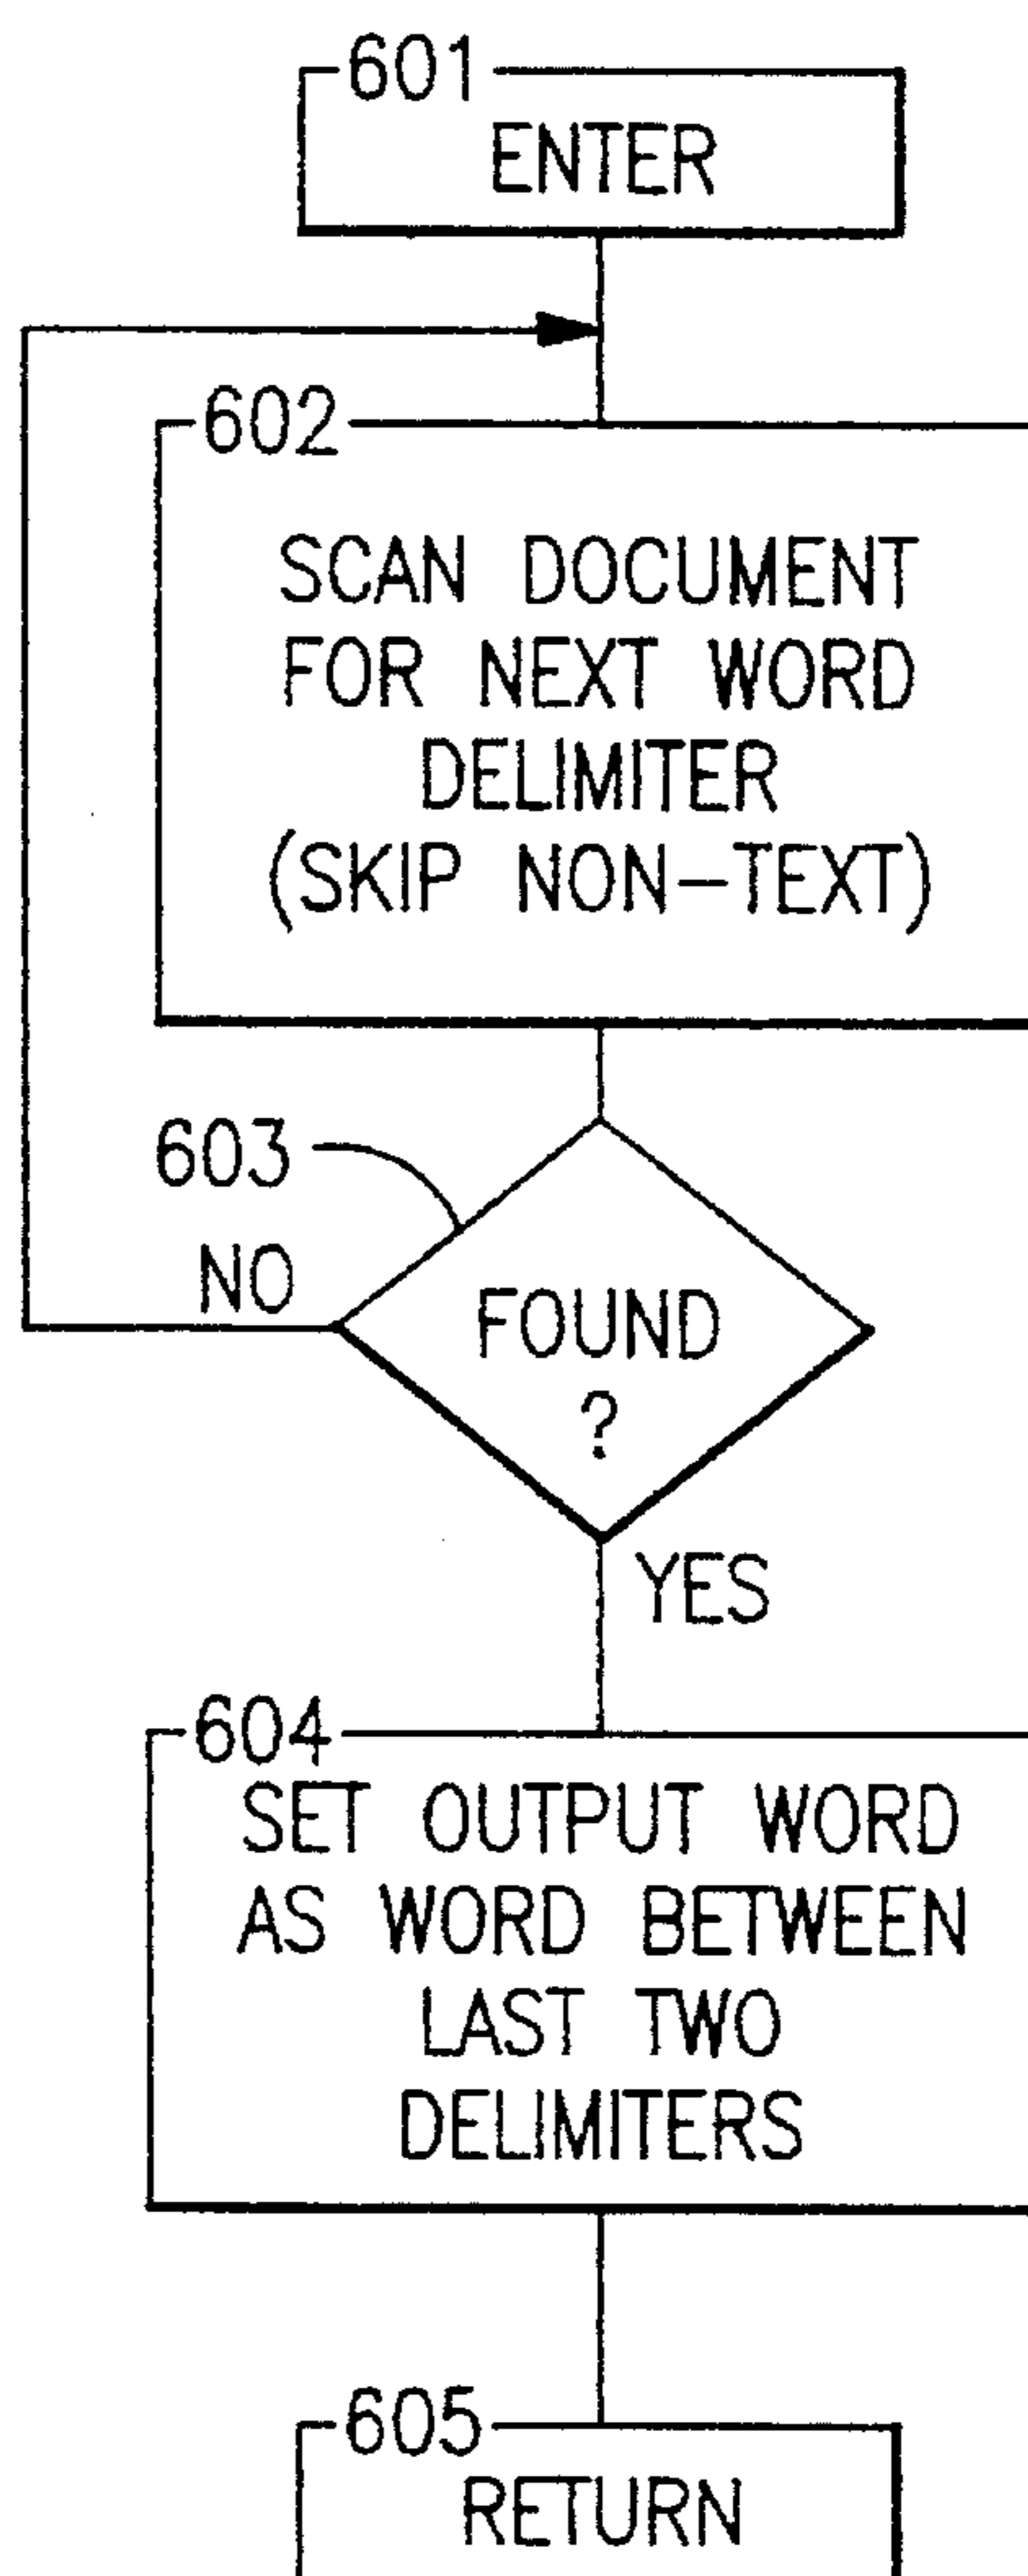 601
ENTER
602
SCAN DOCUMENT
FOR NEXT WORD
DELIMITER
(SKIP NON-TEXT)
603
NO
FOUND
?
YES
604
SET OUTPUT WORD
AS WORD BETWEEN
LAST TWO
DELIMITERS
605
RETURN